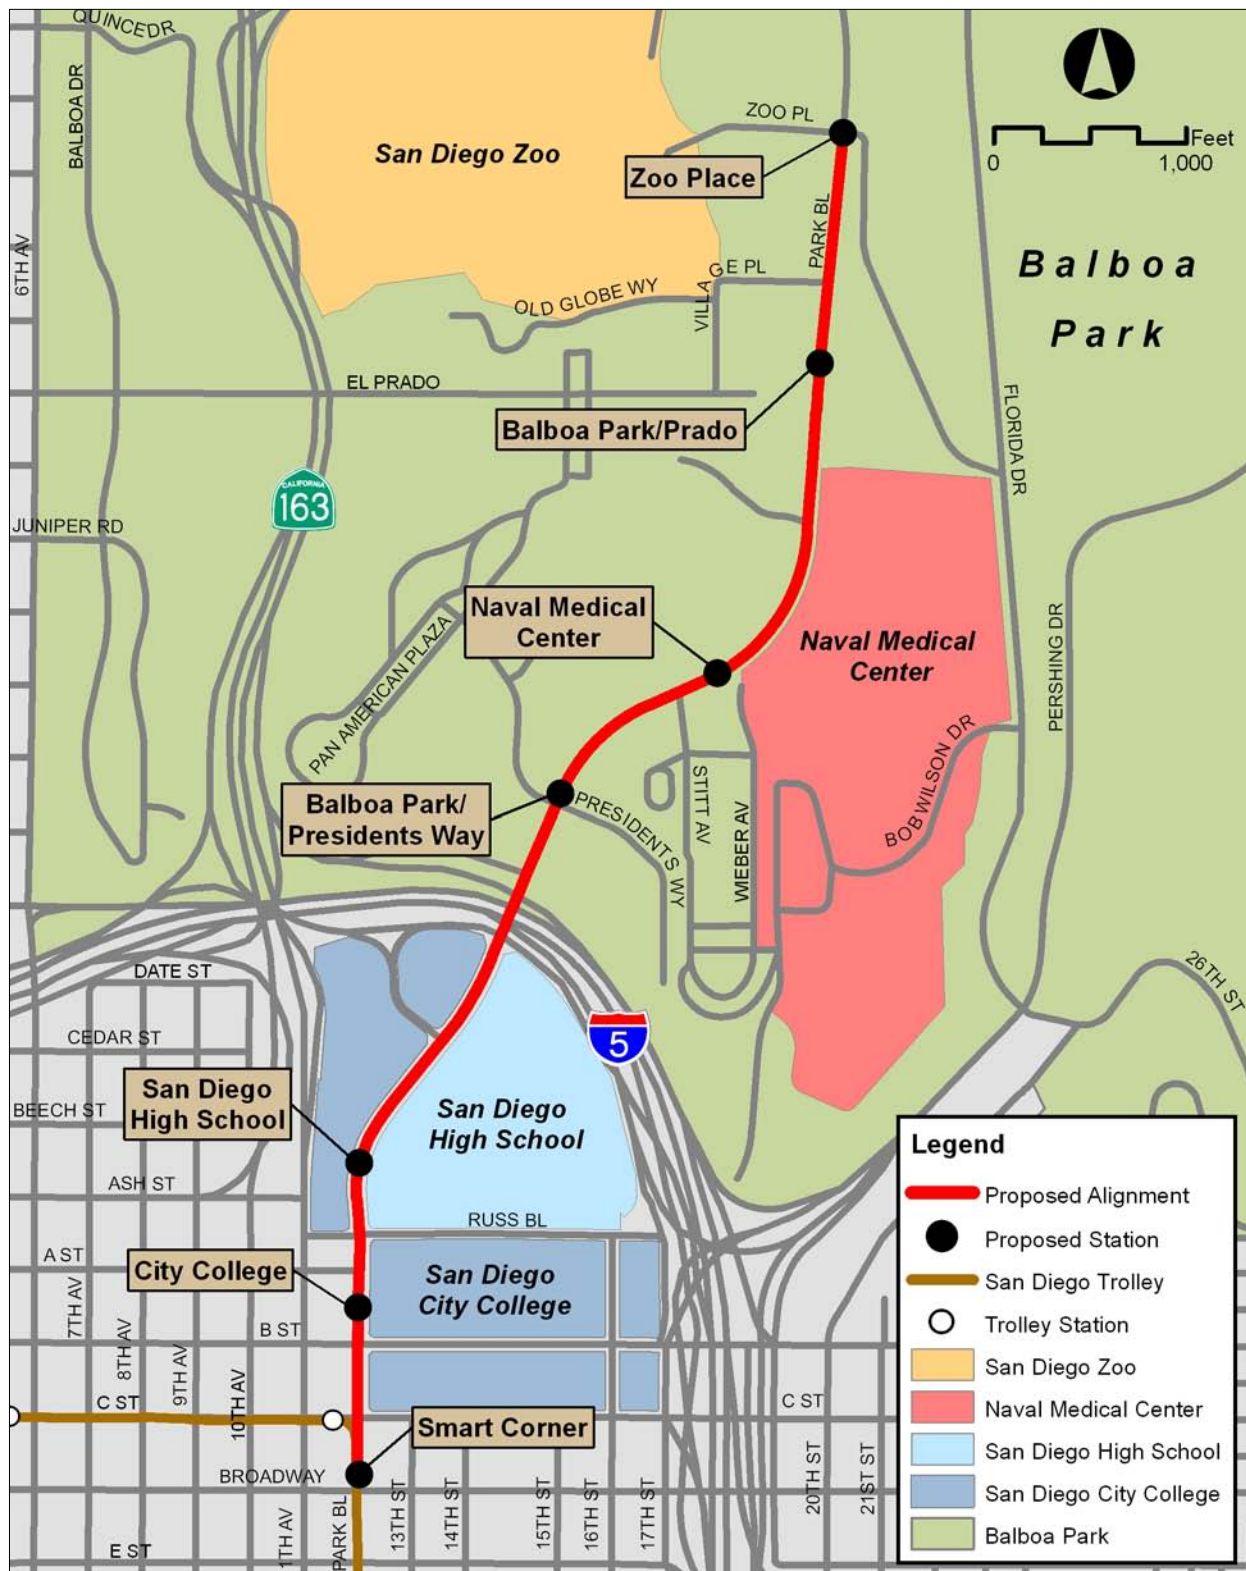 QUINCEDR
BALBOA DR
6TH AV
San Diego Zoo
ZOO PL
Zoo Place
PARK BL
Feet
0
1,000
Balboa
Park
OLD GLOBE WY
VILLAGE PL
EL PRADO
Balboa Park/Prado
FLORIDA DR
CALIFORNIA
163
JUNIPER RD
Naval Medical
Center
Naval Medical
Center
PERSHING DR
PAN AMERICAN PLAZA
Balboa Park/
Presidents Way
PRESIDENTS WY
STITT AV
WIEBER AV
BOB WILSON DR
26TH ST
DATE ST
CEDAR ST
5
San Diego
High School
BEECH ST
San Diego
High School
ASH ST
RUSS BL
A ST
City College
San Diego
City College
7TH AV
8TH AV
9TH AV
10TH AV
B ST
C ST
C ST
Smart Corner
BROADWAY
1TH AV
PARK BL
13TH ST
14TH ST
15TH ST
16TH ST
17TH ST
20TH ST
21ST ST
E ST
Legend
Proposed Alignment
Proposed Station
San Diego Trolley
Trolley Station
San Diego Zoo
Naval Medical Center
San Diego High School
San Diego City College
Balboa Park